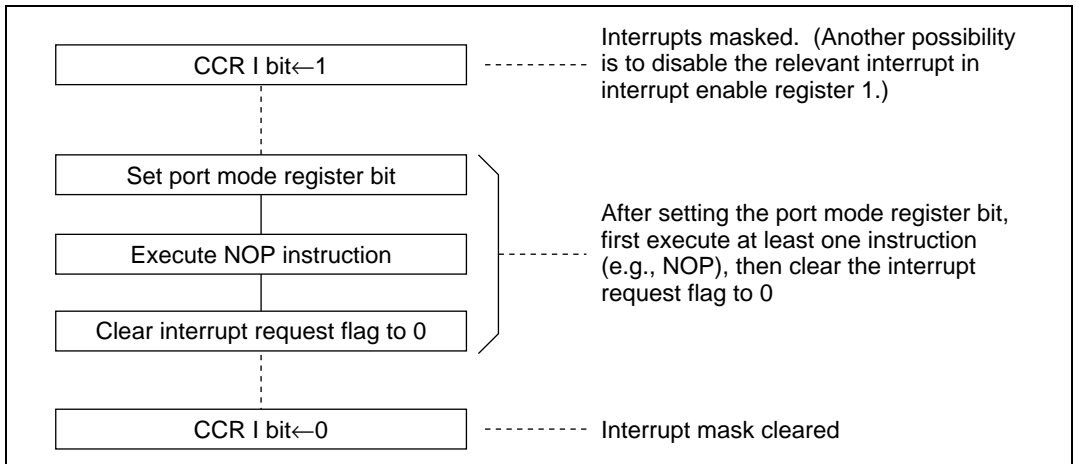 CCR I bit←1
Interrupts masked. (Another possibility
is to disable the relevant interrupt in
interrupt enable register 1.)
Set port mode register bit
Execute NOP instruction
Clear interrupt request flag to 0
After setting the port mode register bit,
first execute at least one instruction
(e.g., NOP), then clear the interrupt
request flag to 0
CCR I bit←0
Interrupt mask cleared